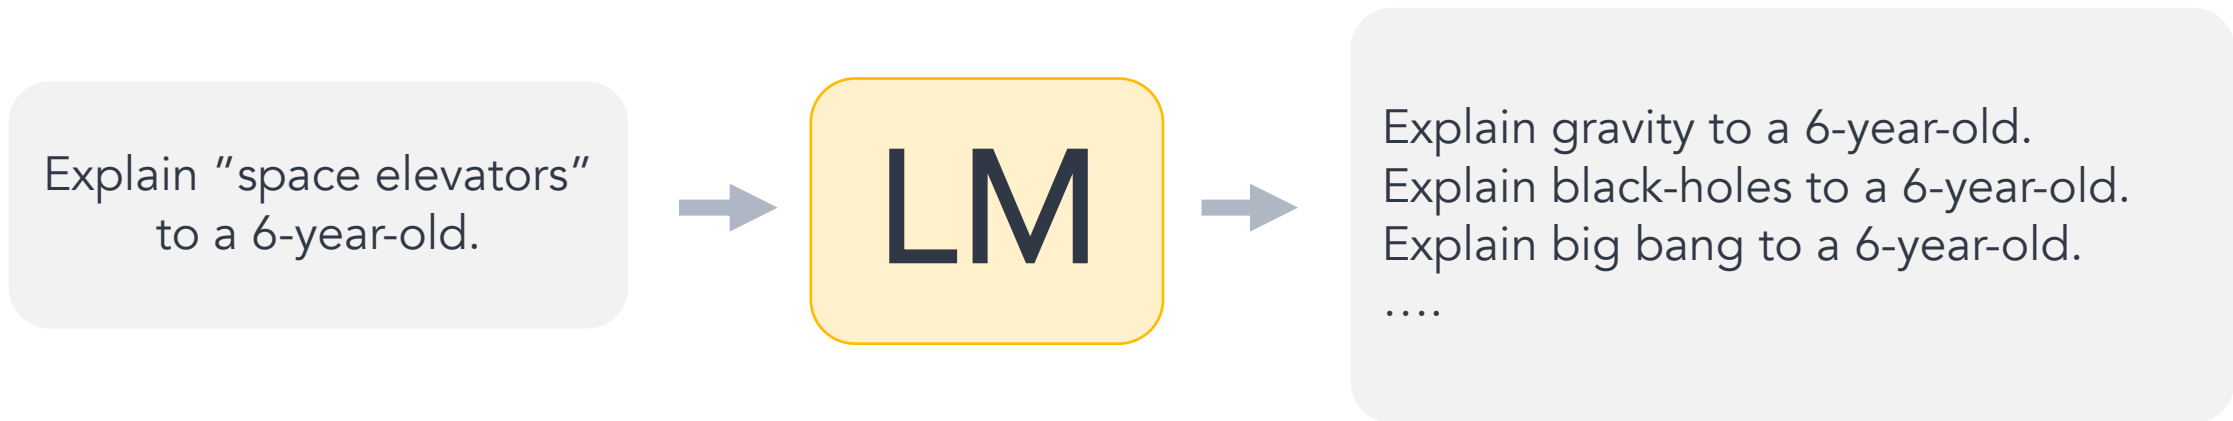 Explain "space elevators"
to a 6-year-old.
LM
Explain gravity to a 6-year-old.
Explain black-holes to a 6-year-old.
Explain big bang to a 6-year-old.
….